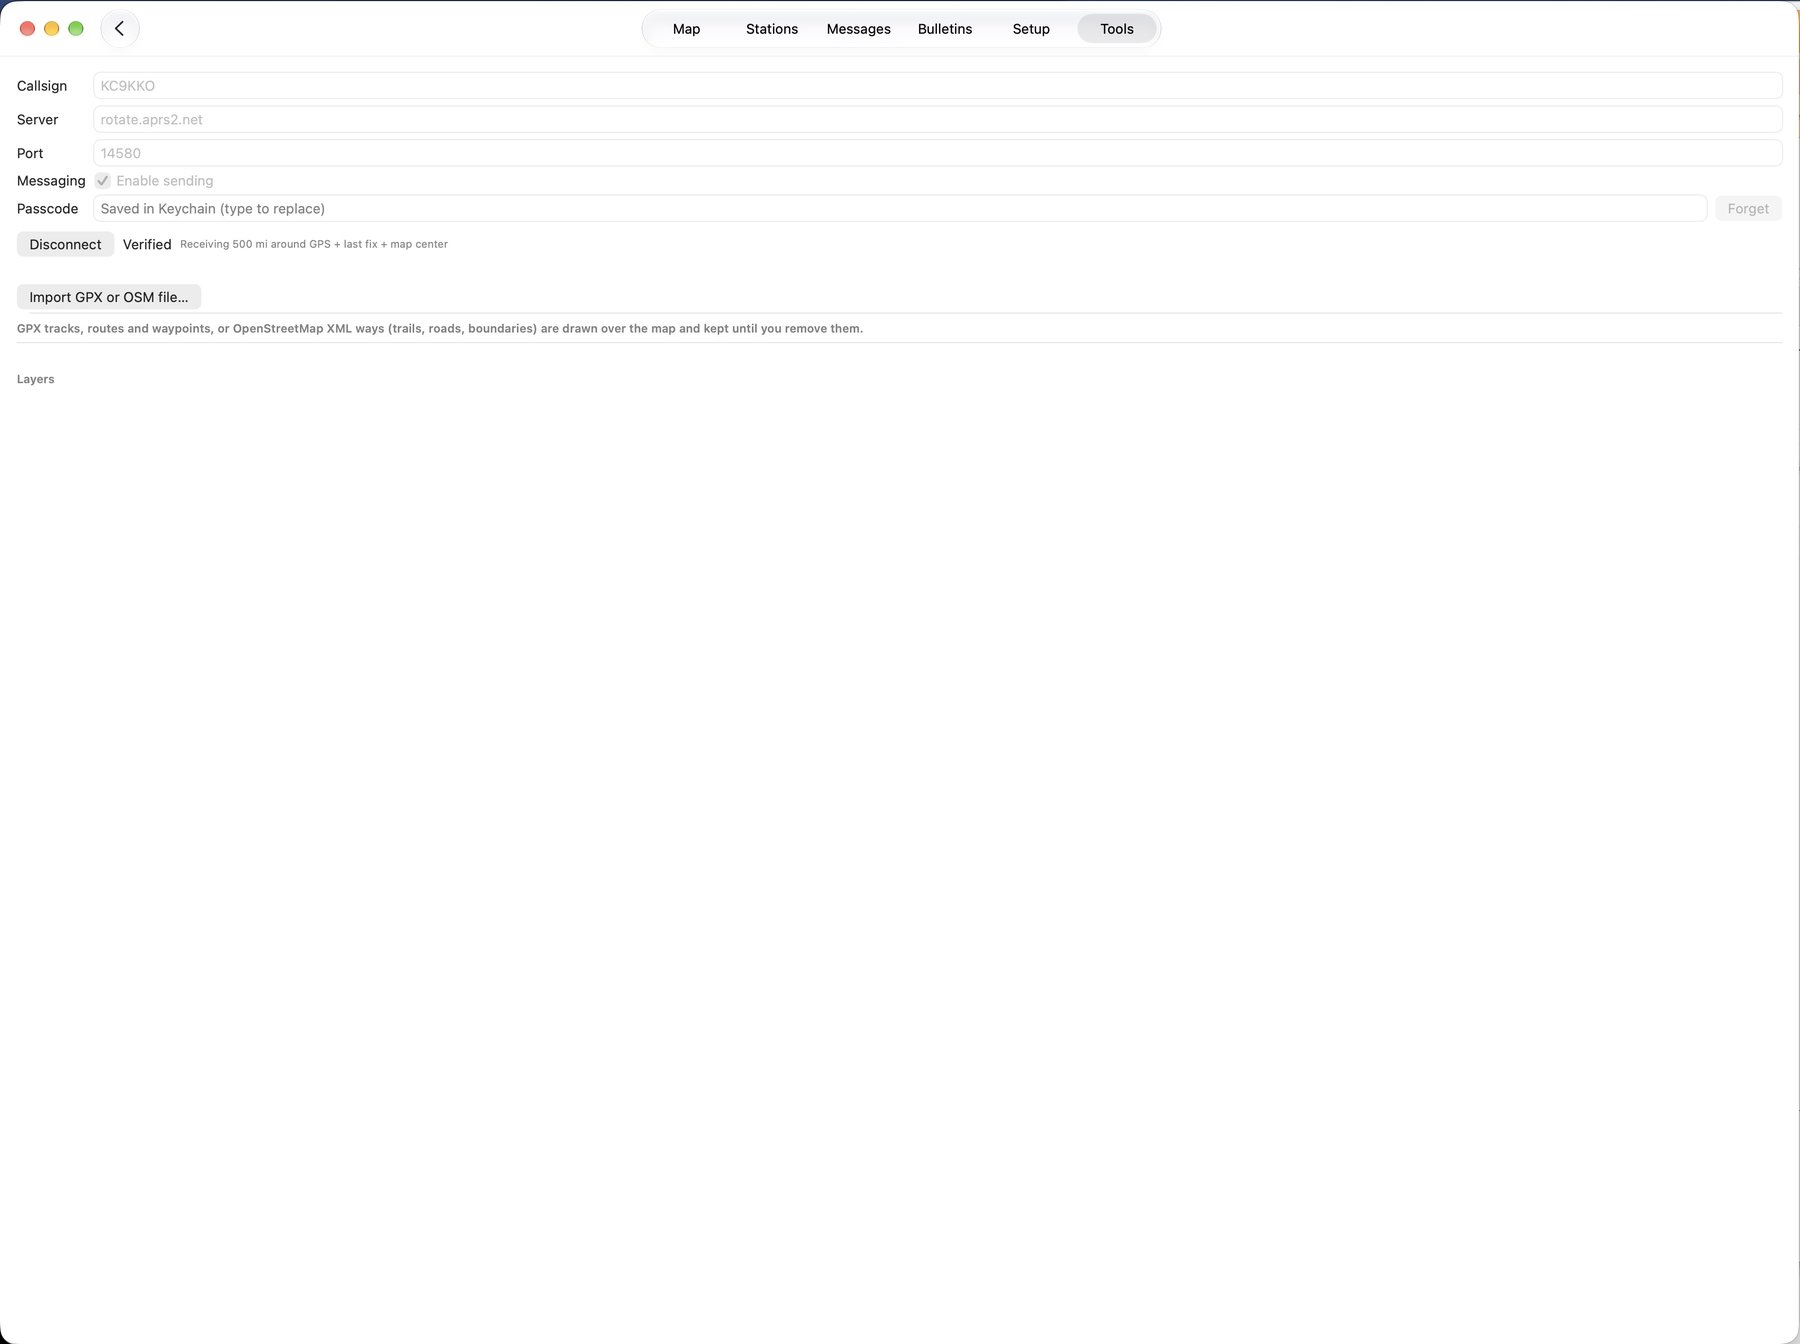 Map Stations Messages Bulletins Setup Tools
Callsign KC9KKO
Server rotate.aprs2.net
Port 14580
Messaging Enable sending
Passcode Saved in Keychain (type to replace) Forget
Disconnect Verified Receiving 500 mi around GPS + last fix + map center
Import GPX or OSM file...
GPX tracks, routes and waypoints, or OpenStreetMap XML ways (trails, roads, boundaries) are drawn over the map and kept until you remove them.
Layers